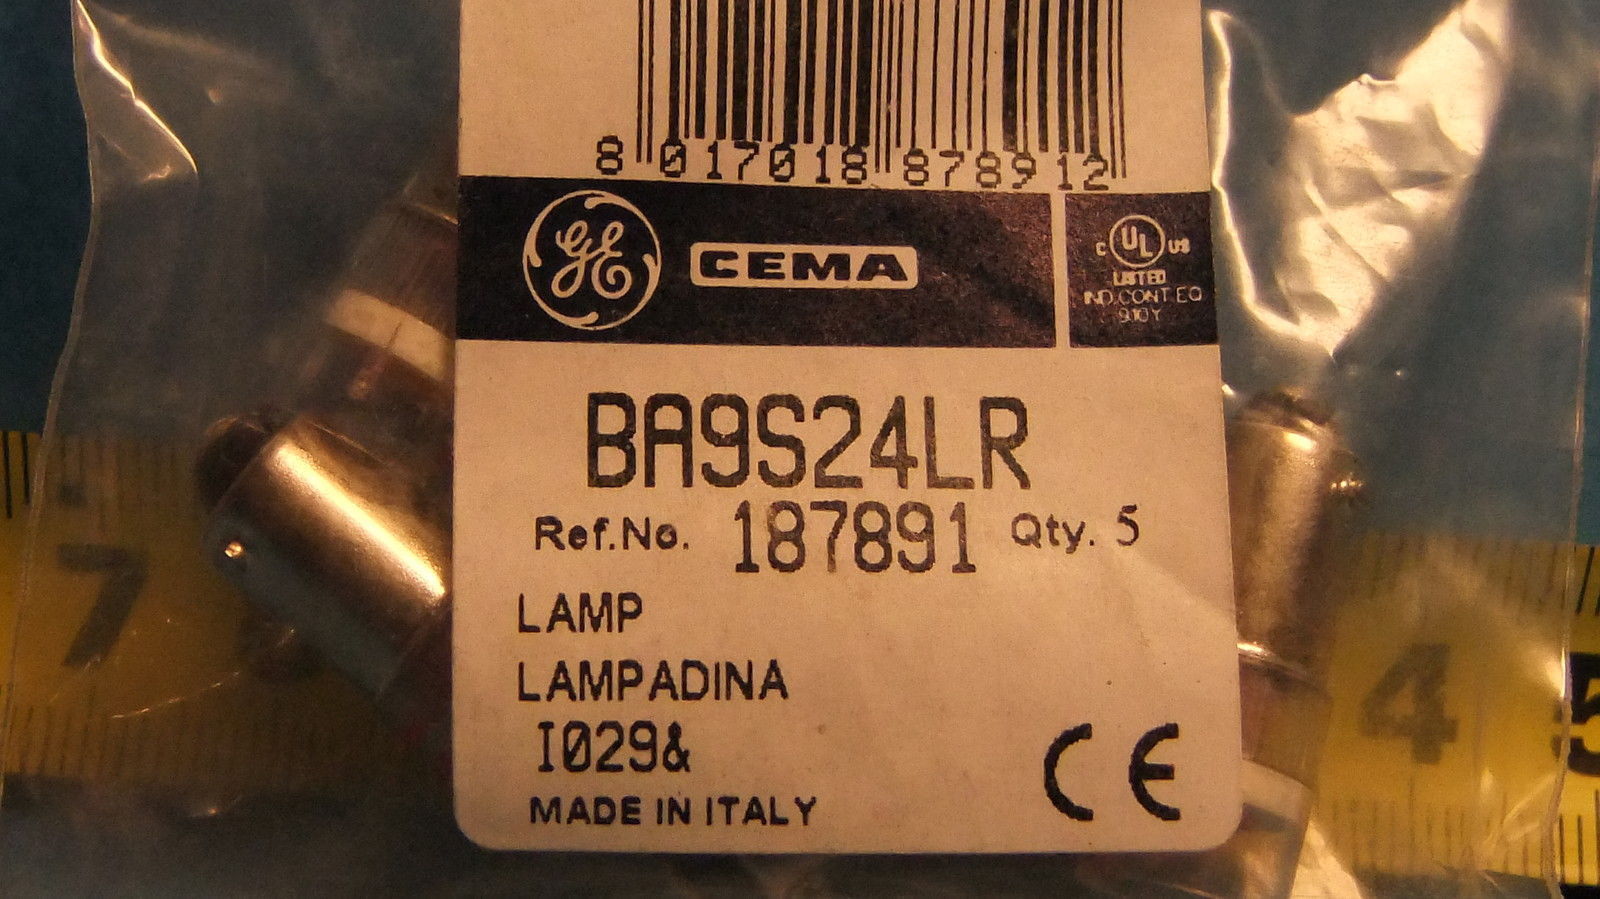 8 017018 878912
GE CEMA
C UL US
LISTED
IND.CONT.EQ
910Y
BA9S24LR
Ref.No. 187891 Qty. 5
LAMP
LAMPADINA
I029&
MADE IN ITALY
CE
7
4
5